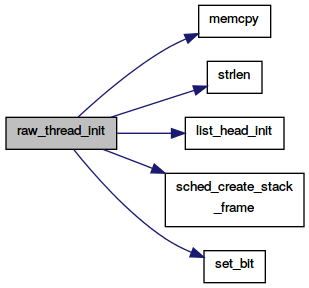 memcpy
strlen
raw_thread_init
list_head_init
sched_create_stack
_frame
set_bit